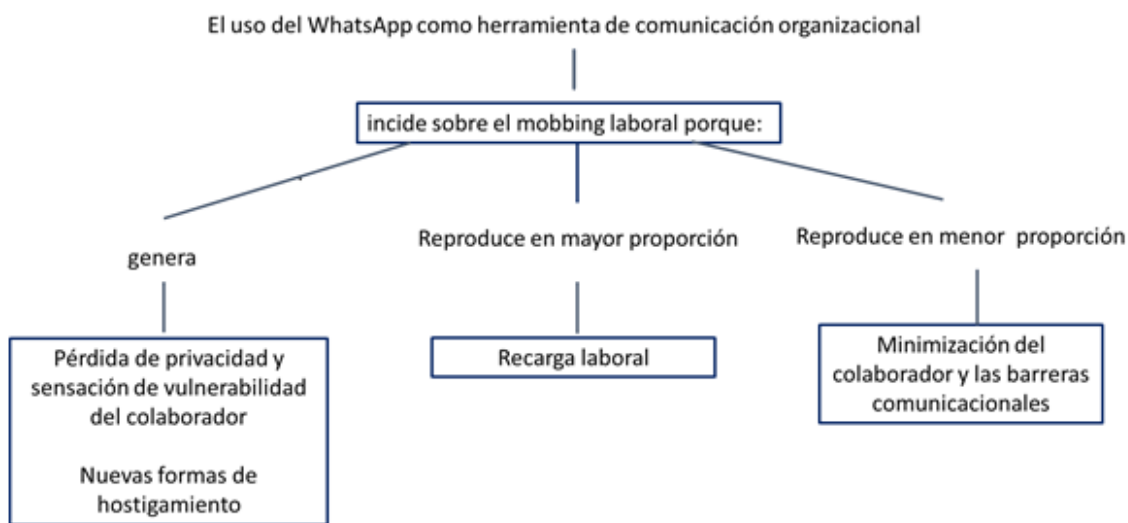 El uso del WhatsApp como herramienta de comunicación organizacional
incide sobre el mobbing laboral porque:
genera
Pérdida de privacidad y
sensación de vulnerabilidad
del colaborador
Nuevas formas de
hostigamiento
Reproduce en mayor proporción
Recarga laboral
Reproduce en menor proporción
Minimización del
colaborador y las barreras
comunicacionales